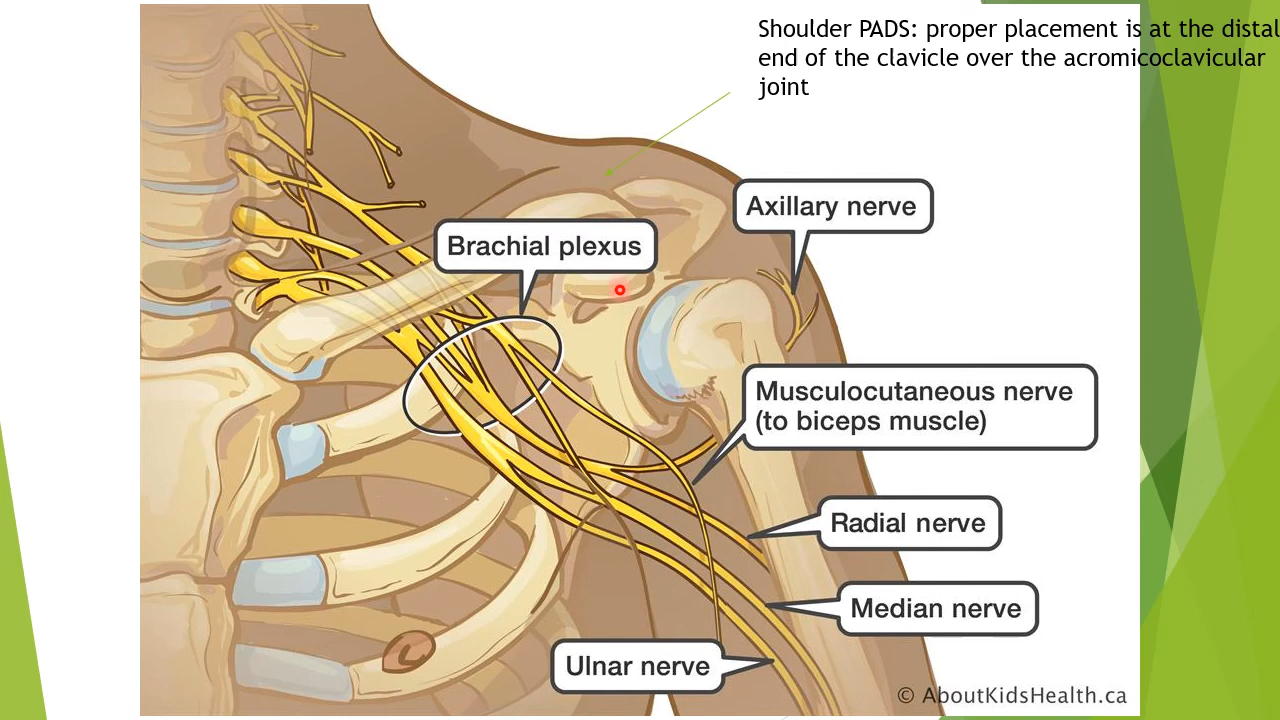 Shoulder PADS: proper placement is at the distal
end of the clavicle over the acromicoclavicular
joint
Axillary nerve
Brachial plexus
Musculocutaneous nerve
(to biceps muscle)
Radial nerve
Median nerve
Ulnar nerve
© AboutKidsHealth.ca